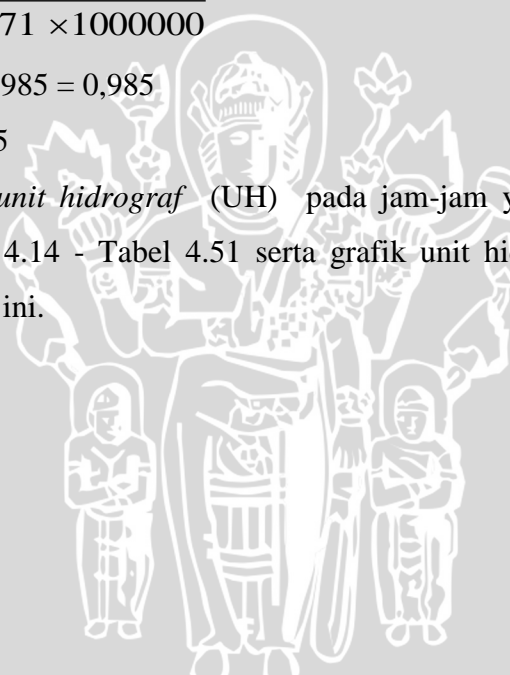 71 ×1000000
985 = 0,985
5
unit hidrograf (UH) pada jam-jam y
4.14 - Tabel 4.51 serta grafik unit hi
ini.